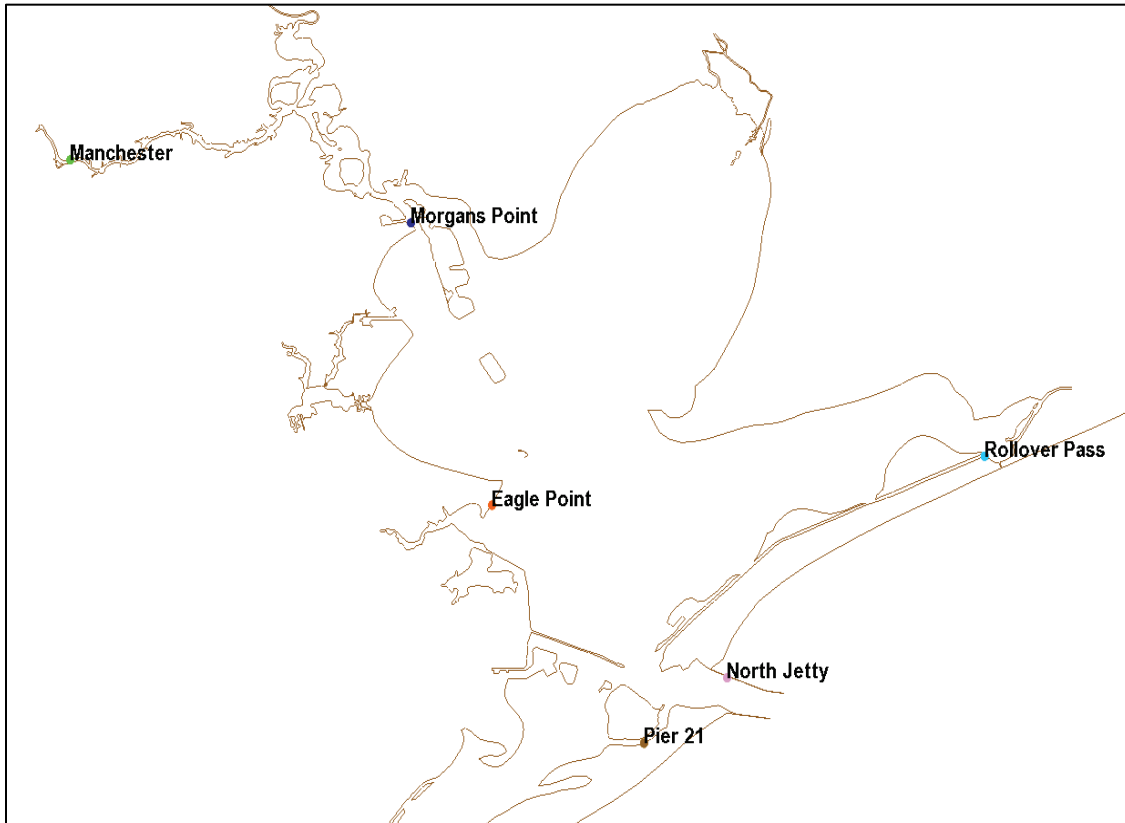 Manchester
Morgans Point
Rollover Pass
Eagle Point
North Jetty
Pier 21